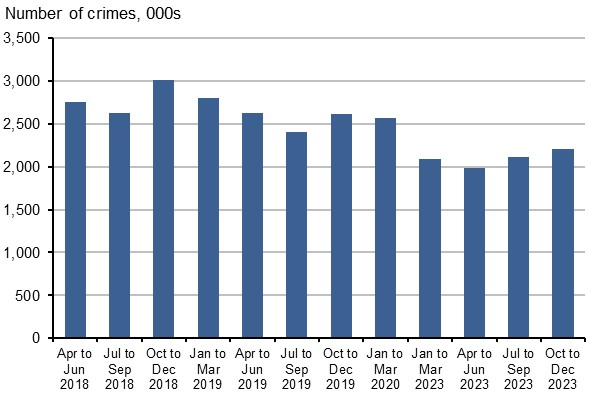 Number of crimes, 000s
3,500
3,000
2,500
2,000
1,500
1,000
500
0
Apr to Jul to Oct to Jan to Apr to Jul to Oct to Jan to Jan to Apr to Jul to Oct to
Jun Sep Dec Mar Jun Sep Dec Mar Mar Jun Sep Dec
2018 2018 2018 2019 2019 2019 2019 2020 2023 2023 2023 2023